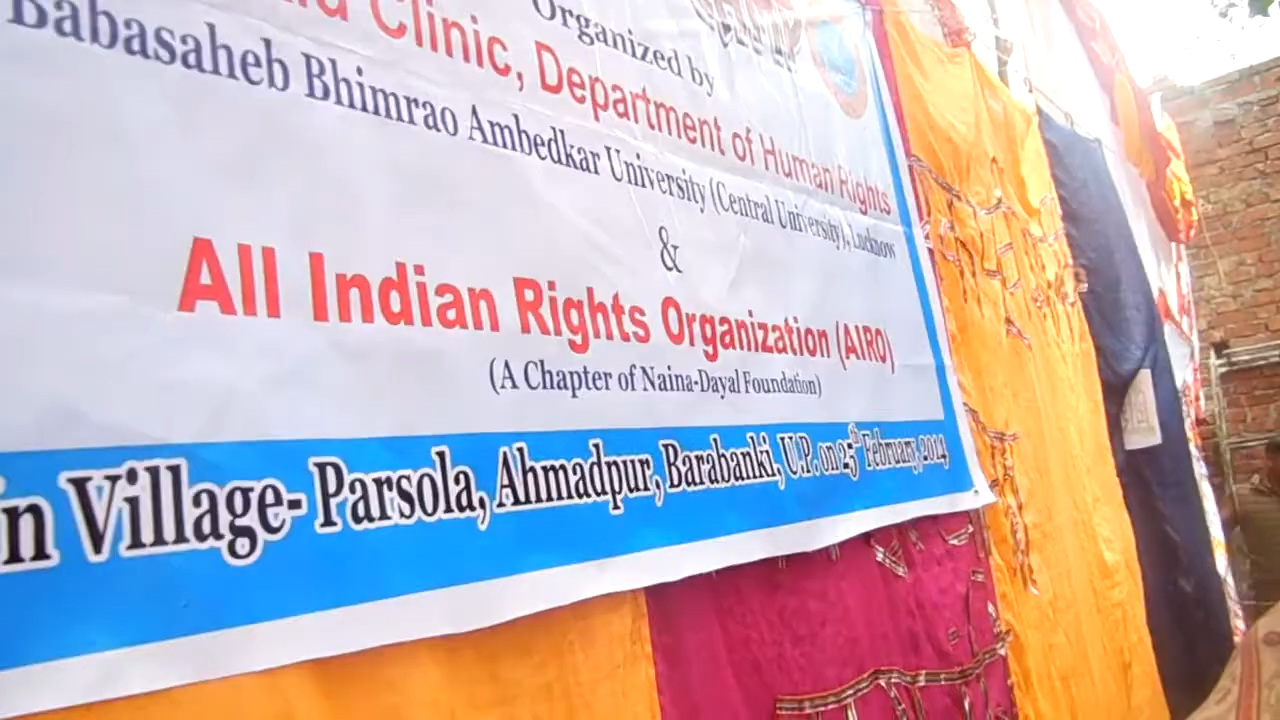 Organized by
Clinic, Department of Human Rights
Babasaheb Bhimrao Ambedkar University (Central University), Lucknow
&
All Indian Rights Organization (AIRO)
(A Chapter of Naina-Dayal Foundation)
in Village- Parsola, Ahmadpur, Barabanki, U.P. on 25th February, 2014